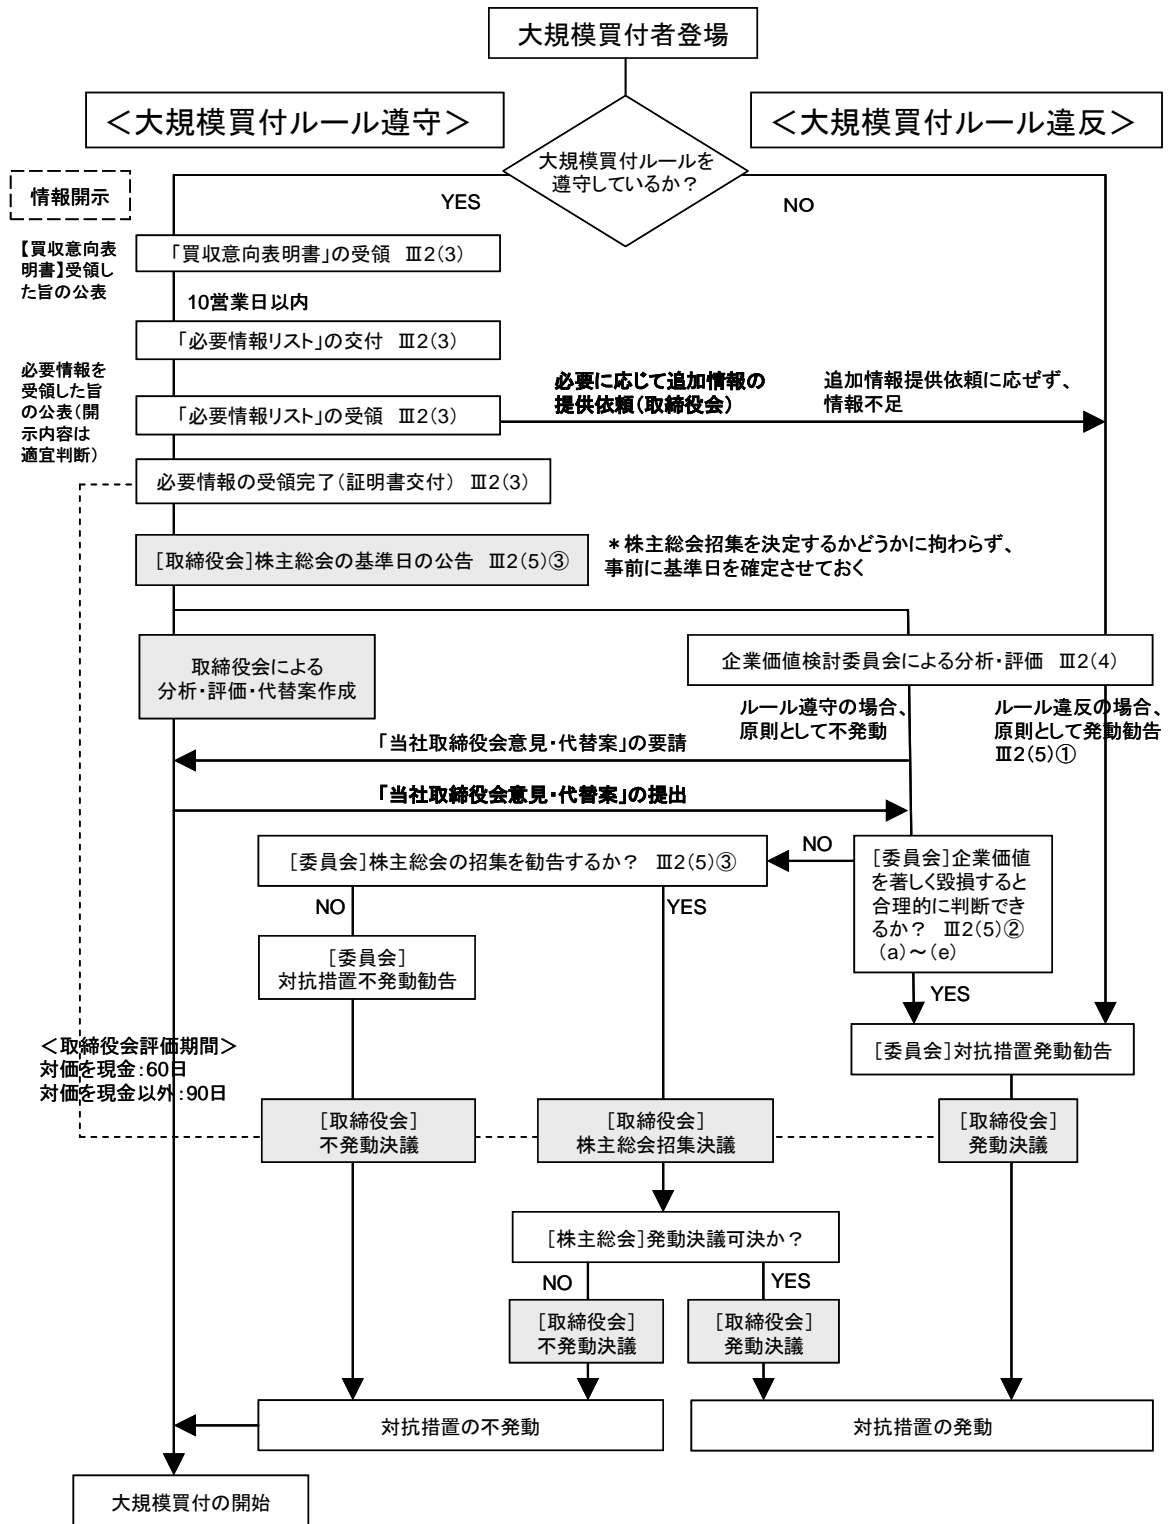 大規模買付者登場
＜大規模買付ルール遵守＞
＜大規模買付ルール違反＞
大規模買付ルールを
遵守しているか？
YES
NO
情報開示
【買収意向表
明書】受領し
た旨の公表
「買収意向表明書」の受領　Ⅲ2(3)
10営業日以内
「必要情報リスト」の交付　Ⅲ2(3)
必要情報を
受領した旨
の公表(開
示内容は
適宜判断)
「必要情報リスト」の受領　Ⅲ2(3)
必要に応じて追加情報の
提供依頼(取締役会)
追加情報提供依頼に応ぜず、
情報不足
必要情報の受領完了(証明書交付)　Ⅲ2(3)
[取締役会]株主総会の基準日の公告　Ⅲ2(5)③
＊株主総会招集を決定するかどうかに拘わらず、
事前に基準日を確定させておく
取締役会による
分析・評価・代替案作成
企業価値検討委員会による分析・評価　Ⅲ2(4)
ルール遵守の場合、
原則として不発動
ルール違反の場合、
原則として発動勧告
Ⅲ2(5)①
「当社取締役会意見・代替案」の要請
「当社取締役会意見・代替案」の提出
[委員会]株主総会の招集を勧告するか？　Ⅲ2(5)③
NO
[委員会]企業価値
を著しく毀損すると
合理的に判断でき
るか？　Ⅲ2(5)②
(a)～(e)
NO
YES
[委員会]
対抗措置不発動勧告
YES
[委員会]対抗措置発動勧告
＜取締役会評価期間＞
対価を現金：60日
対価を現金以外：90日
[取締役会]
不発動決議
[取締役会]
株主総会招集決議
[取締役会]
発動決議
[株主総会]発動決議可決か？
NO
YES
[取締役会]
不発動決議
[取締役会]
発動決議
対抗措置の不発動
対抗措置の発動
大規模買付の開始